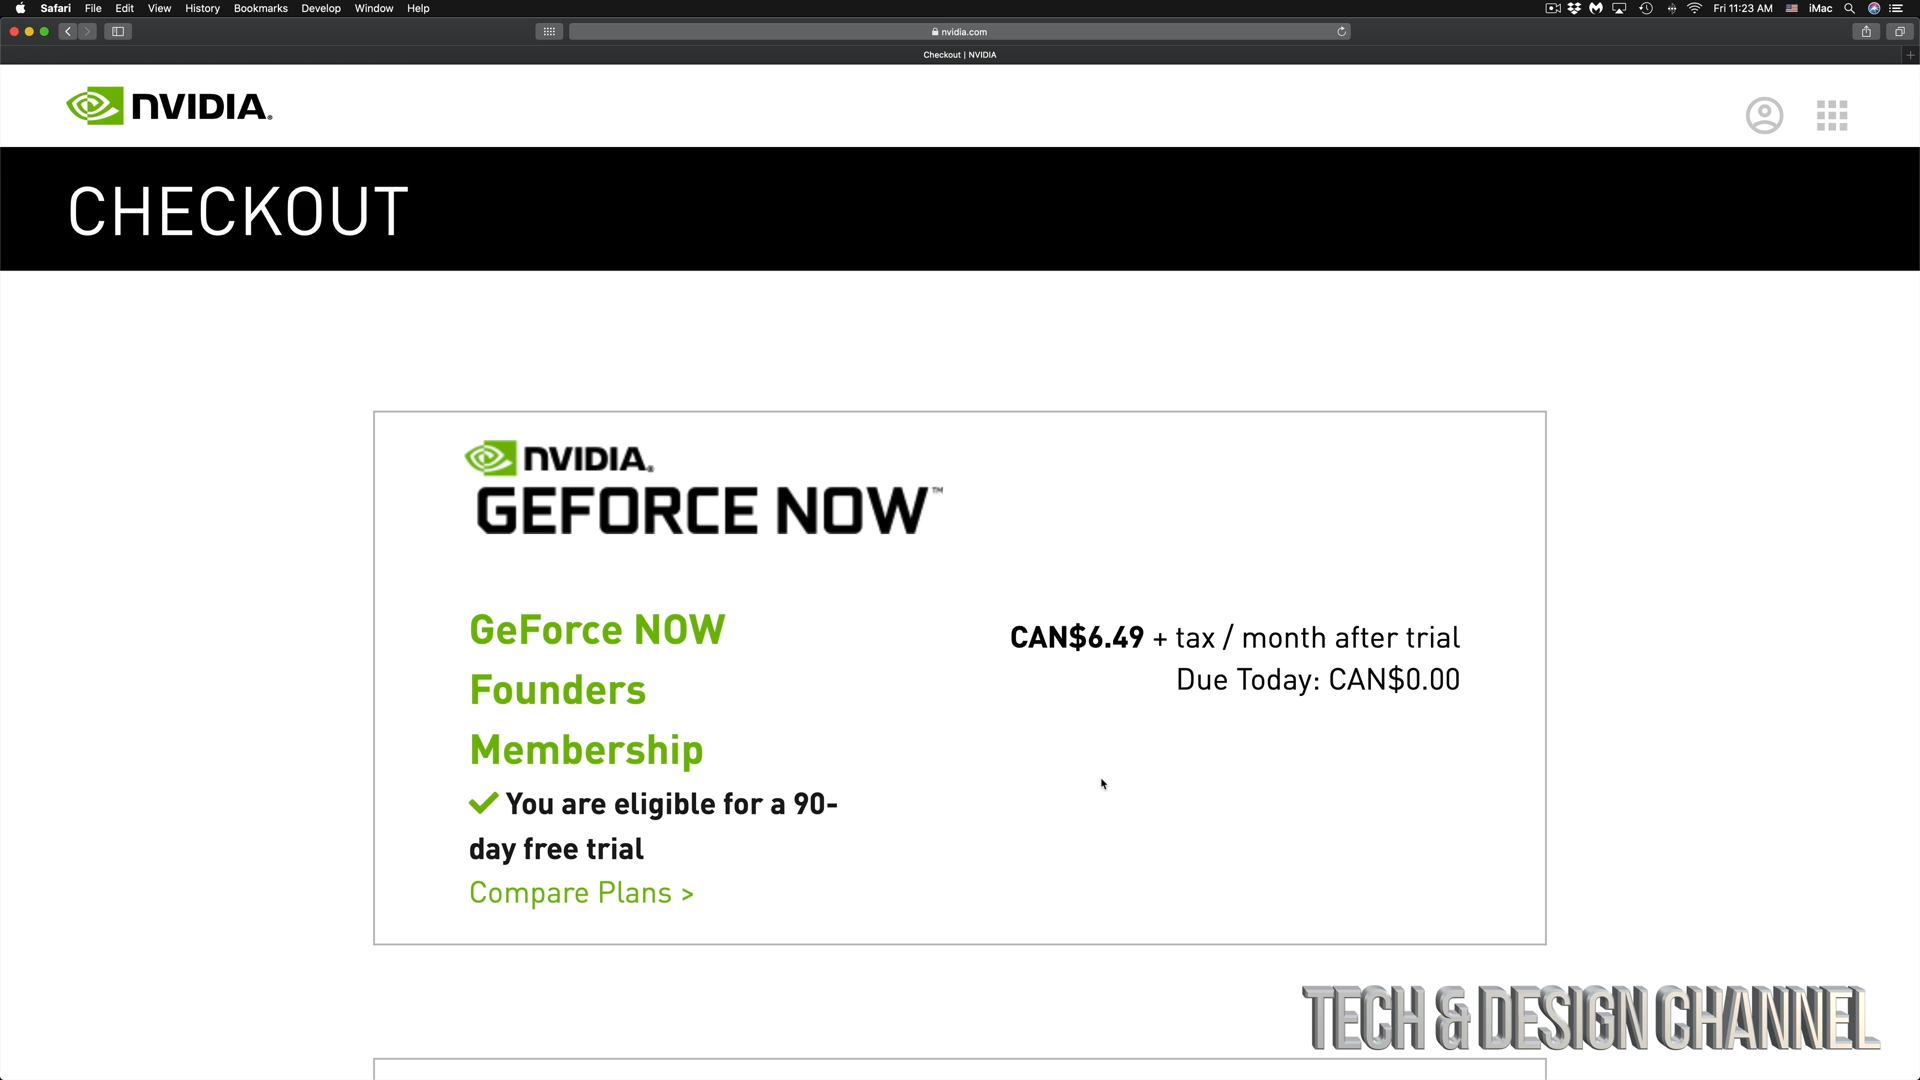 Safari File Edit View History Bookmarks Develop Window Help Fri 11:23 AM iMac
nvidia.com
Checkout | NVIDIA
NVIDIA.
CHECKOUT
NVIDIA.
GEFORCE NOW™
GeForce NOW
Founders
Membership
CAN$6.49 + tax / month after trial
Due Today: CAN$0.00
You are eligible for a 90-
day free trial
Compare Plans >
TECH & DESIGN CHANNEL